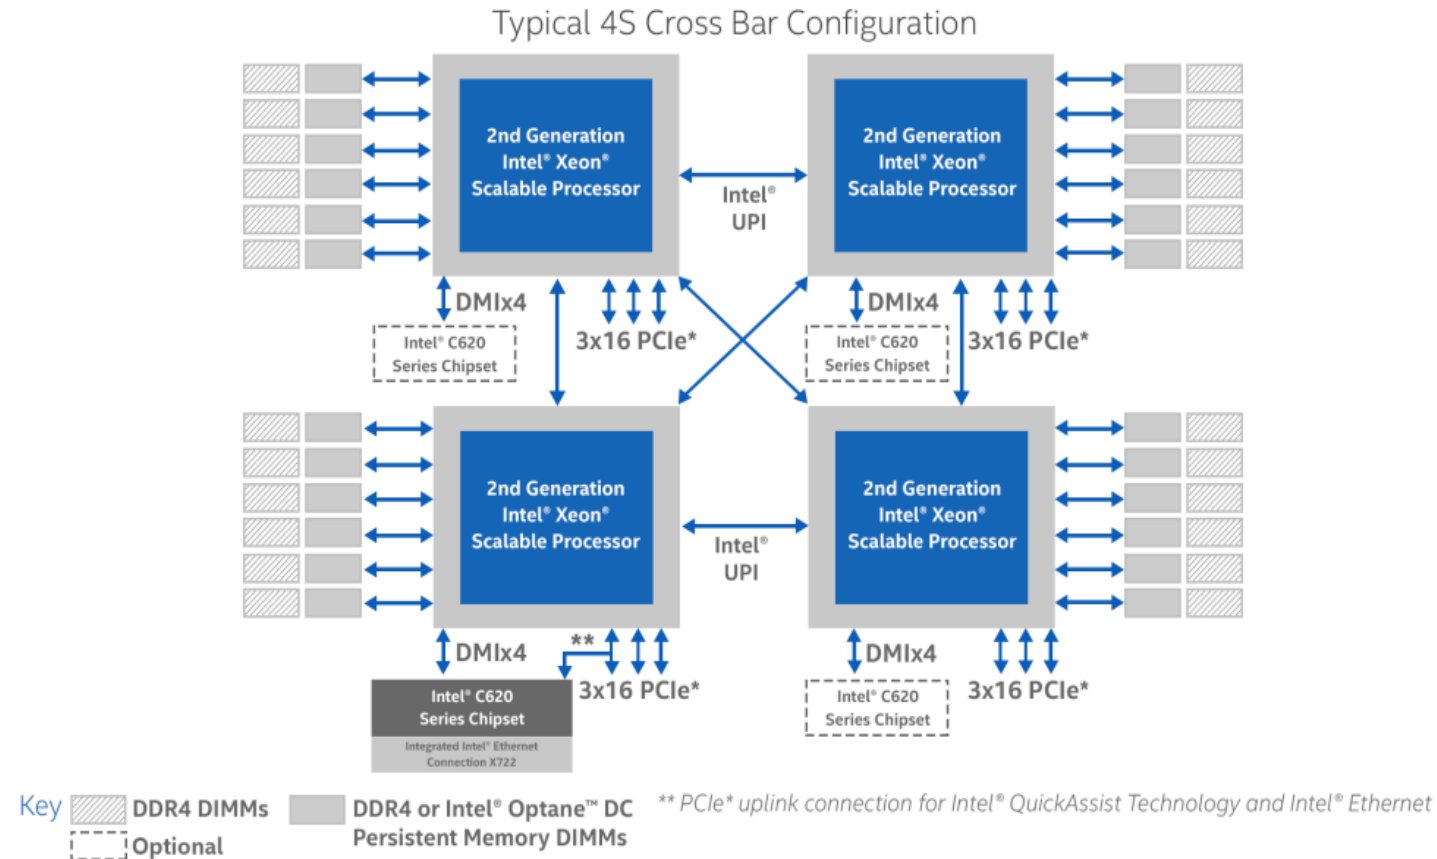 Typical 4S Cross Bar Configuration
2nd Generation
Intel® Xeon®
Scalable Processor
2nd Generation
Intel® Xeon®
Scalable Processor
Intel®
UPI
DMIx4
Intel® C620
Series Chipset
3x16 PCIe*
DMIx4
Intel® C620
Series Chipset
3x16 PCIe*
2nd Generation
Intel® Xeon®
Scalable Processor
2nd Generation
Intel® Xeon®
Scalable Processor
Intel®
UPI
DMIx4
**
3x16 PCIe*
Intel® C620
Series Chipset
Integrated Intel® Ethernet
Connection X722
DMIx4
Intel® C620
Series Chipset
3x16 PCIe*
Key
DDR4 DIMMs
Optional
DDR4 or Intel® Optane™ DC
Persistent Memory DIMMs
** PCIe* uplink connection for Intel® QuickAssist Technology and Intel® Ethernet